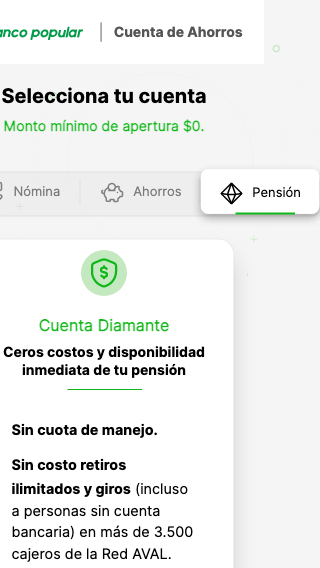 anco popular | Cuenta de Ahorros
Selecciona tu cuenta
Monto mínimo de apertura $0.
Nómina
Ahorros
Pensión
Cuenta Diamante
Ceros costos y disponibilidad
inmediata de tu pensión
Sin cuota de manejo.
Sin costo retiros
ilimitados y giros (incluso
a personas sin cuenta
bancaria) en más de 3.500
cajeros de la Red AVAL.